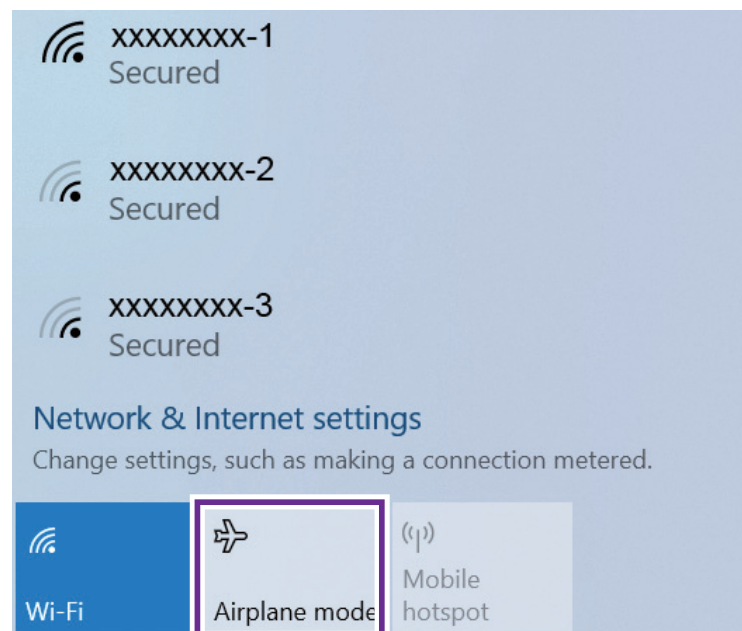 xxxxxxxx-1
Secured
xxxxxxxx-2
Secured
xxxxxxxx-3
Secured
Network & Internet settings
Change settings, such as making a connection metered.
Wi-Fi
Airplane mode
Mobile
hotspot